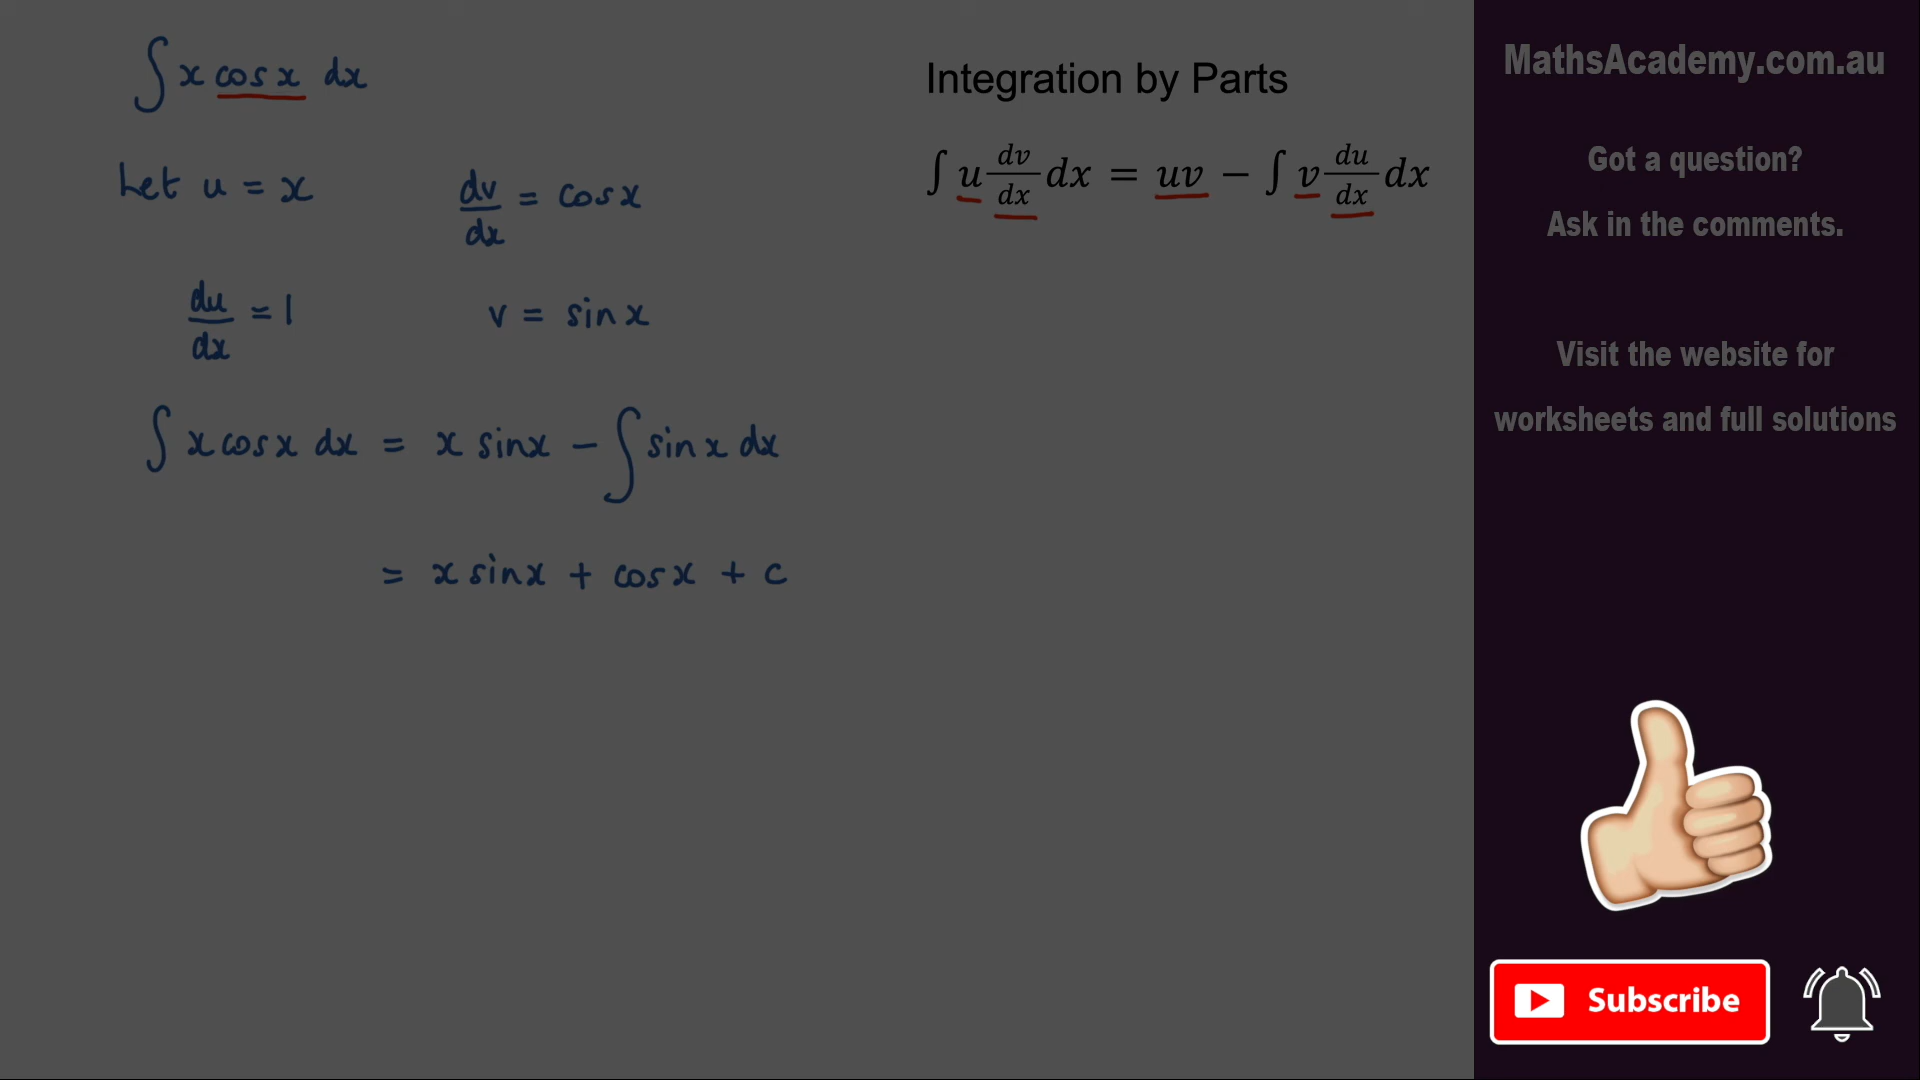 ∫ x cos x dx
Let u = x
dv/dx = cos x
du/dx = 1
v = sin x
∫ x cos x dx = x sin x − ∫ sin x dx
= x sin x + cos x + c
Integration by Parts
∫ u dv/dx dx = uv − ∫ v du/dx dx
MathsAcademy.com.au
Got a question?
Ask in the comments.
Visit the website for
worksheets and full solutions
Subscribe